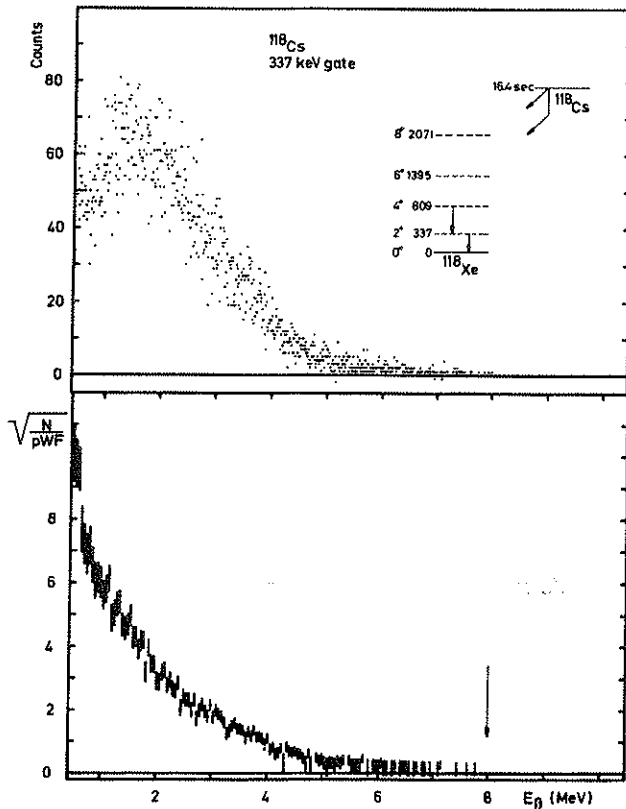 Counts
80
60
40
20
0
118Cs
337 keV gate
16.4 sec
118Cs
8+ 2071
6+ 1395
4+ 809
2+ 337
0+ 0
118Xe
√N/pWF
8
6
4
2
0
2
4
6
8
Eβ (MeV)